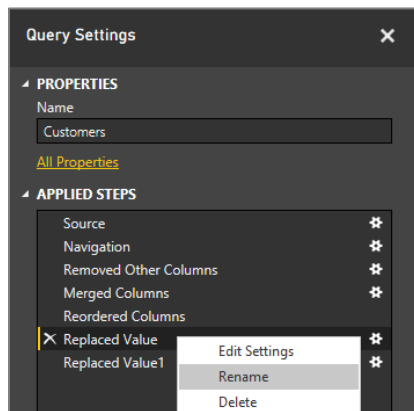 Query Settings
PROPERTIES
Name
Customers
All Properties
APPLIED STEPS
Source
Navigation
Removed Other Columns
Merged Columns
Reordered Columns
Replaced Value
Replaced Value1
Edit Settings
Rename
Delete